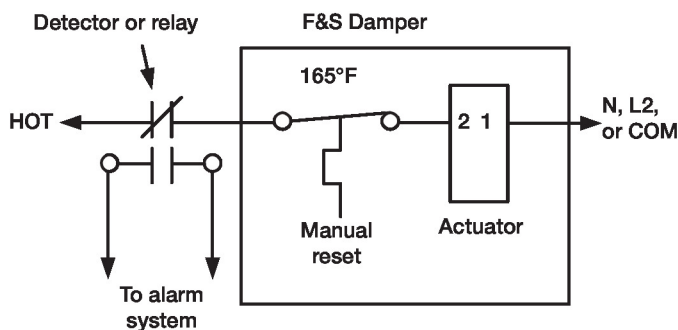 Detector or relay
F&S Damper
165°F
HOT
2 1
N, L2,
or COM
Manual
reset
Actuator
To alarm
system